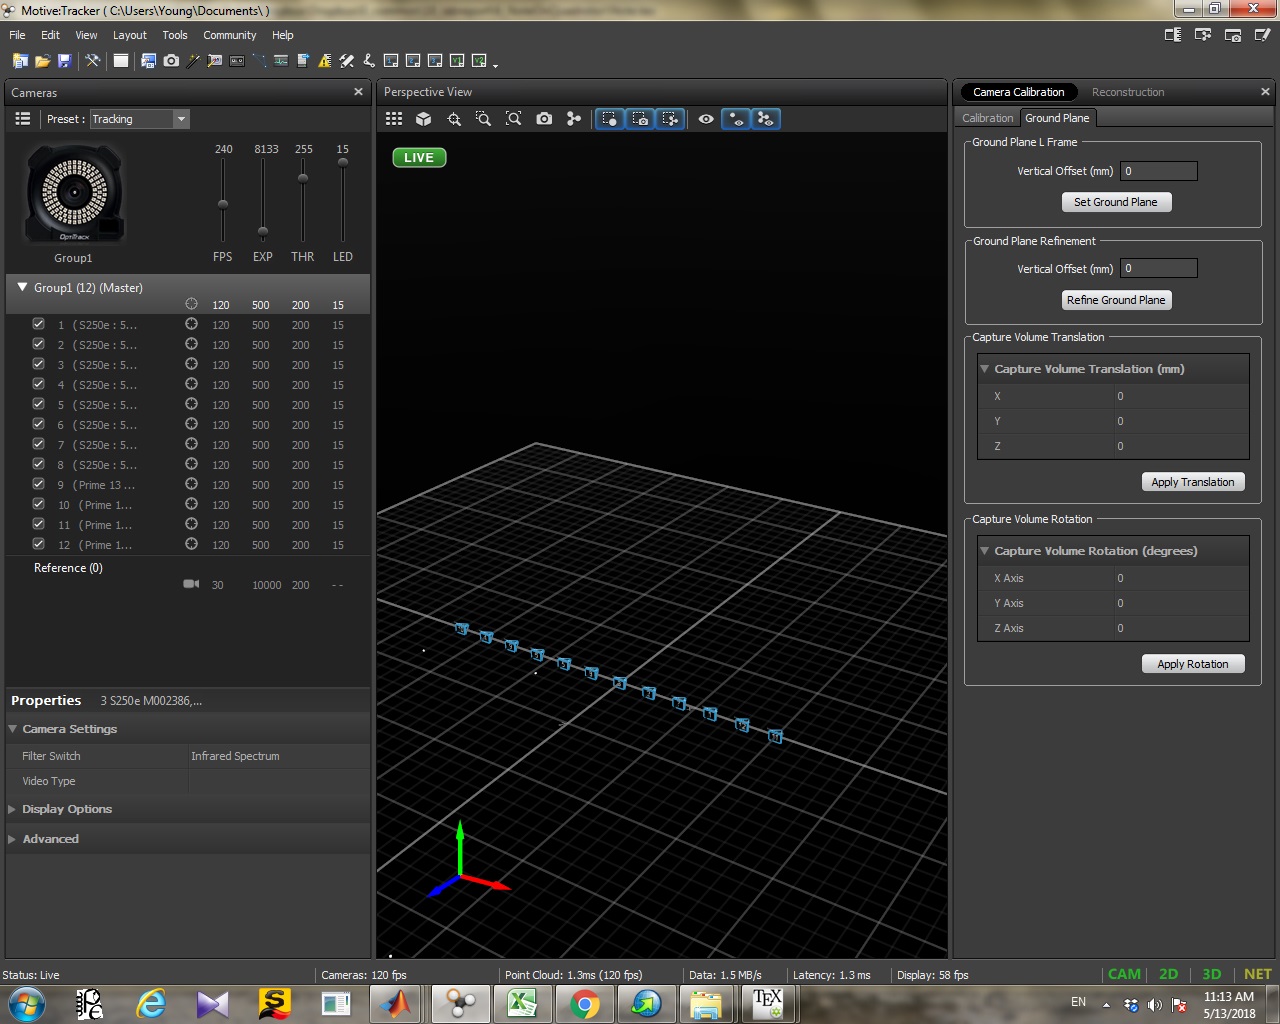 Motive:Tracker ( C:\Users\Young\Documents\ )
File Edit View Layout Tools Community Help
Cameras
Preset : Tracking
240 8133 255 15
OptiTrack
Group1 FPS EXP THR LED
Group1 (12) (Master)
120 500 200 15
1 ( S250e : 5... 120 500 200 15
2 ( S250e : 5... 120 500 200 15
3 ( S250e : 5... 120 500 200 15
4 ( S250e : 5... 120 500 200 15
5 ( S250e : 5... 120 500 200 15
6 ( S250e : 5... 120 500 200 15
7 ( S250e : 5... 120 500 200 15
8 ( S250e : 5... 120 500 200 15
9 (Prime 13 ... 120 500 200 15
10 (Prime 1... 120 500 200 15
11 (Prime 1... 120 500 200 15
12 (Prime 1... 120 500 200 15
Reference (0)
30 10000 200 - -
Properties 3 S250e M002386,...
Camera Settings
Filter Switch Infrared Spectrum
Video Type
Display Options
Advanced
Perspective View
LIVE
Camera Calibration Reconstruction
Calibration Ground Plane
Ground Plane L Frame
Vertical Offset (mm) 0
Set Ground Plane
Ground Plane Refinement
Vertical Offset (mm) 0
Refine Ground Plane
Capture Volume Translation
Capture Volume Translation (mm)
X 0
Y 0
Z 0
Apply Translation
Capture Volume Rotation
Capture Volume Rotation (degrees)
X Axis 0
Y Axis 0
Z Axis 0
Apply Rotation
Status: Live Cameras: 120 fps Point Cloud: 1.3ms (120 fps) Data: 1.5 MB/s Latency: 1.3 ms Display: 58 fps CAM 2D 3D NET
TEX
EN 11:13 AM
5/13/2018